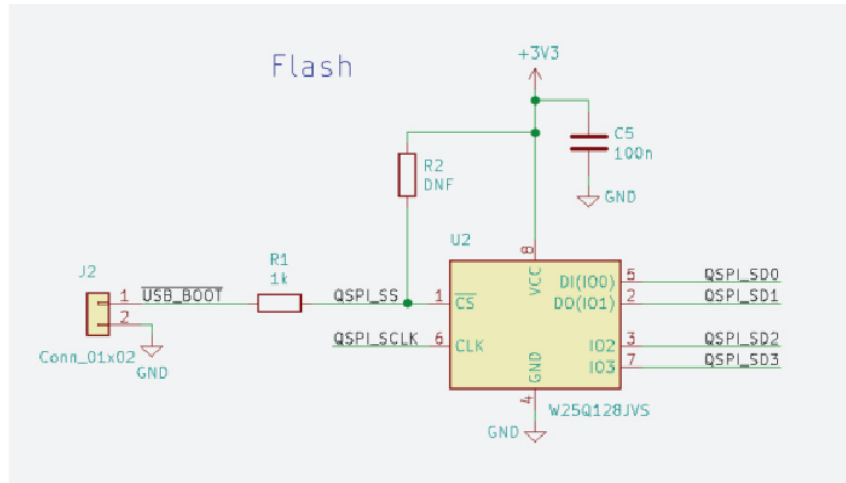 Flash
+3V3
C5
100n
GND
R2
DNF
U2
8
VCC
J2
1
USB_BOOT
2
Conn_01x02
GND
R1
1k
QSPI_SS
1
CS
QSPI_SCLK
6
CLK
DI(IO0)
5
QSPI_SD0
DO(IO1)
2
QSPI_SD1
IO2
3
QSPI_SD2
IO3
7
QSPI_SD3
GND
4
W25Q128JVS
GND